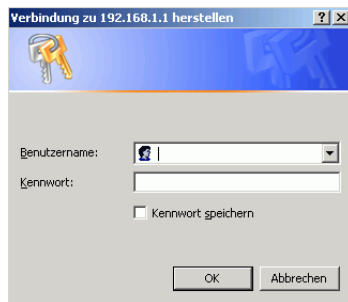 Verbindung zu 192.168.1.1 herstellen
Benutzername:
Kennwort:
Kennwort speichern
OK Abbrechen